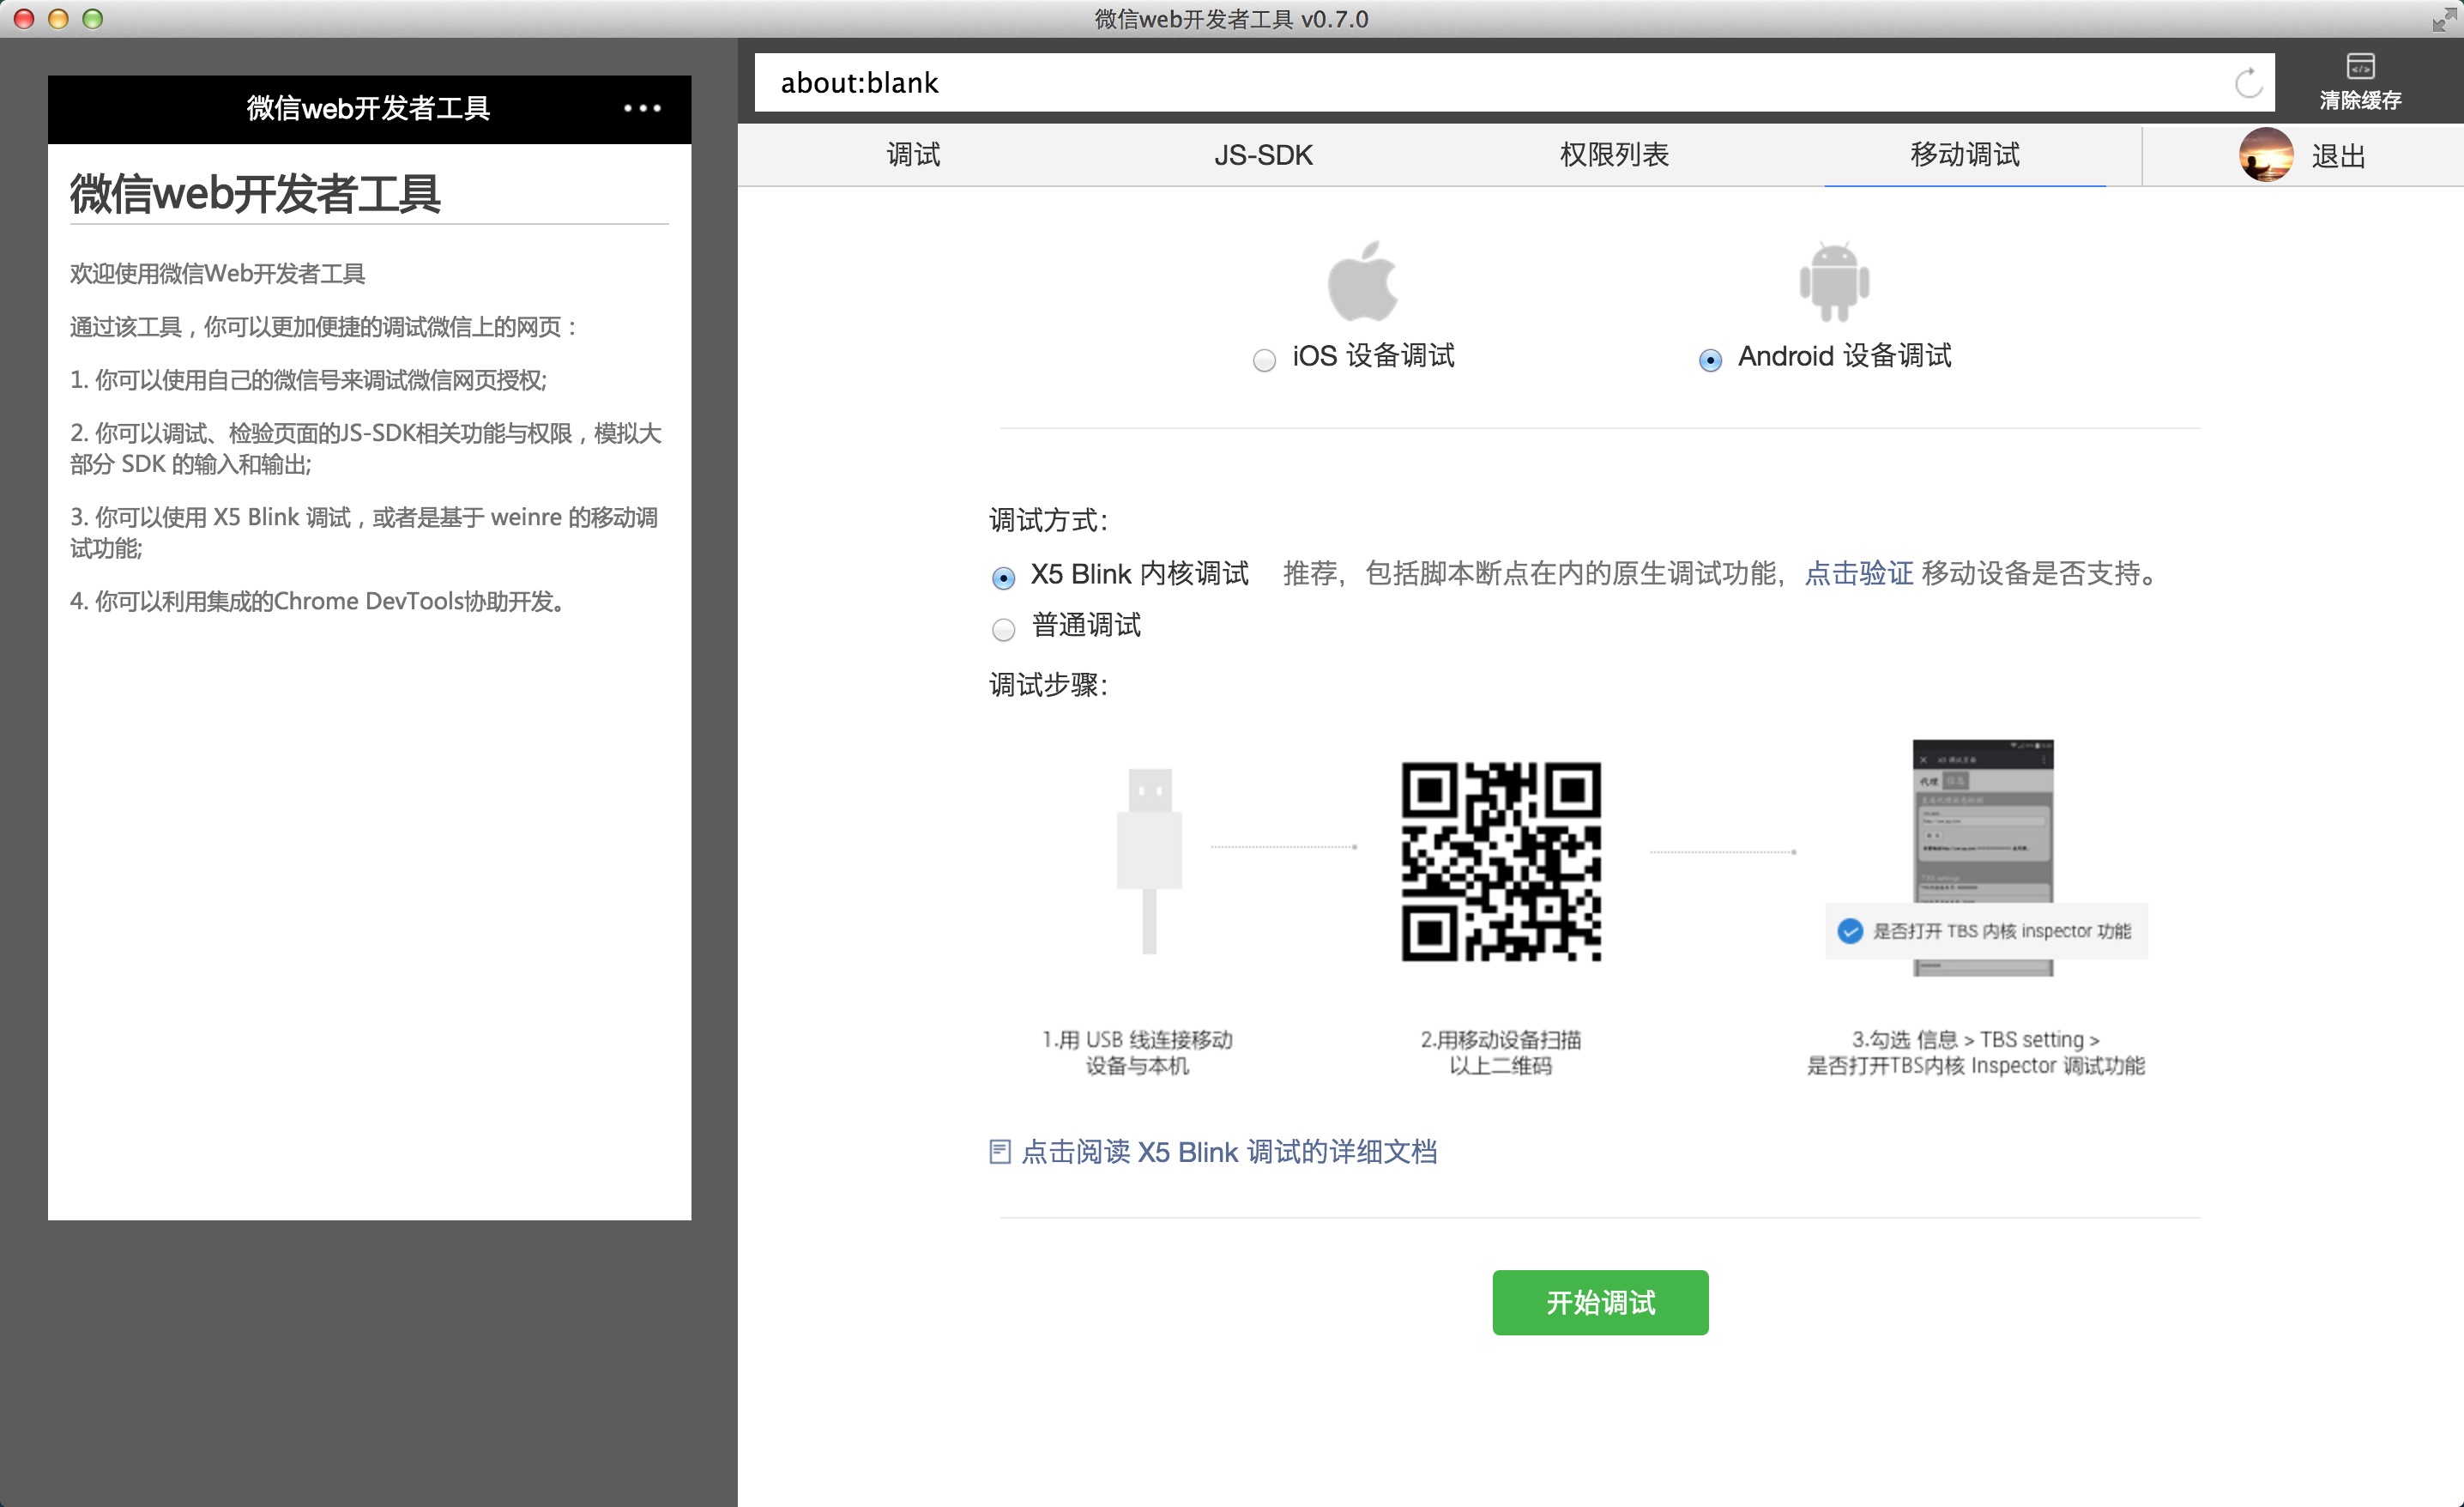 微信web开发者工具 v0.7.0
微信web开发者工具
微信web开发者工具
欢迎使用微信Web开发者工具
通过该工具，你可以更加便捷的调试微信上的网页：
1. 你可以使用自己的微信号来调试微信网页授权;
2. 你可以调试、检验页面的JS-SDK相关功能与权限，模拟大
部分 SDK 的输入和输出;
3. 你可以使用 X5 Blink 调试，或者是基于 weinre 的移动调
试功能;
4. 你可以利用集成的Chrome DevTools协助开发。
about:blank
清除缓存
调试
JS-SDK
权限列表
移动调试
退出
iOS 设备调试
Android 设备调试
调试方式：
X5 Blink 内核调试 推荐，包括脚本断点在内的原生调试功能，点击验证 移动设备是否支持。
普通调试
调试步骤：
代理
TBS settings
是否打开 TBS 内核 inspector 功能
1.用 USB 线连接移动
设备与本机
2.用移动设备扫描
以上二维码
3.勾选 信息 > TBS setting >
是否打开TBS内核 Inspector 调试功能
点击阅读 X5 Blink 调试的详细文档
开始调试